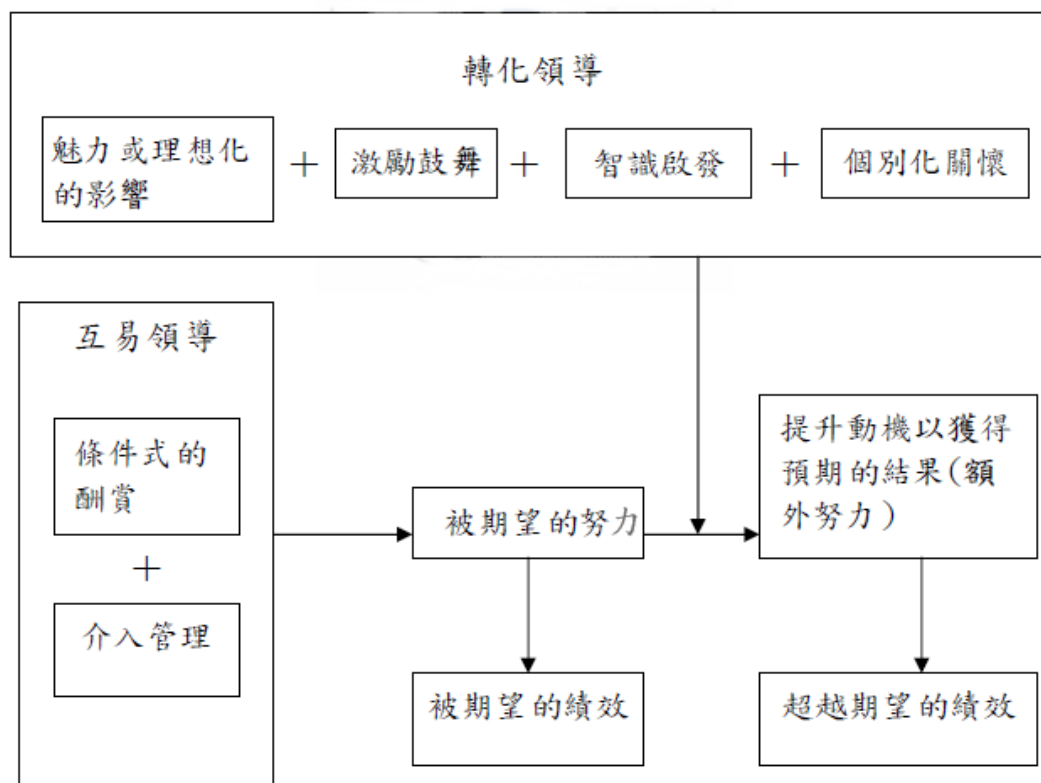 轉化領導
魅力或理想化
的影響
+
激勵鼓舞
+
智識啟發
+
個別化關懷
互易領導
條件式的
酬賞
+
介入管理
被期望的努力
提升動機以獲得
預期的結果(額
外努力)
被期望的績效
超越期望的績效